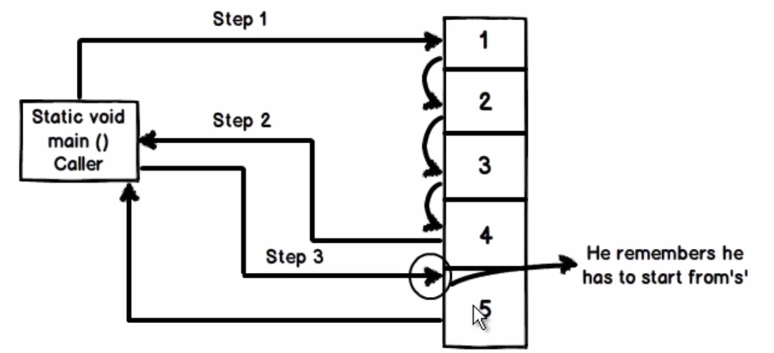 Step 1
1
Static void
main ()
Caller
2
Step 2
3
4
Step 3
He remembers he
has to start from's'
5